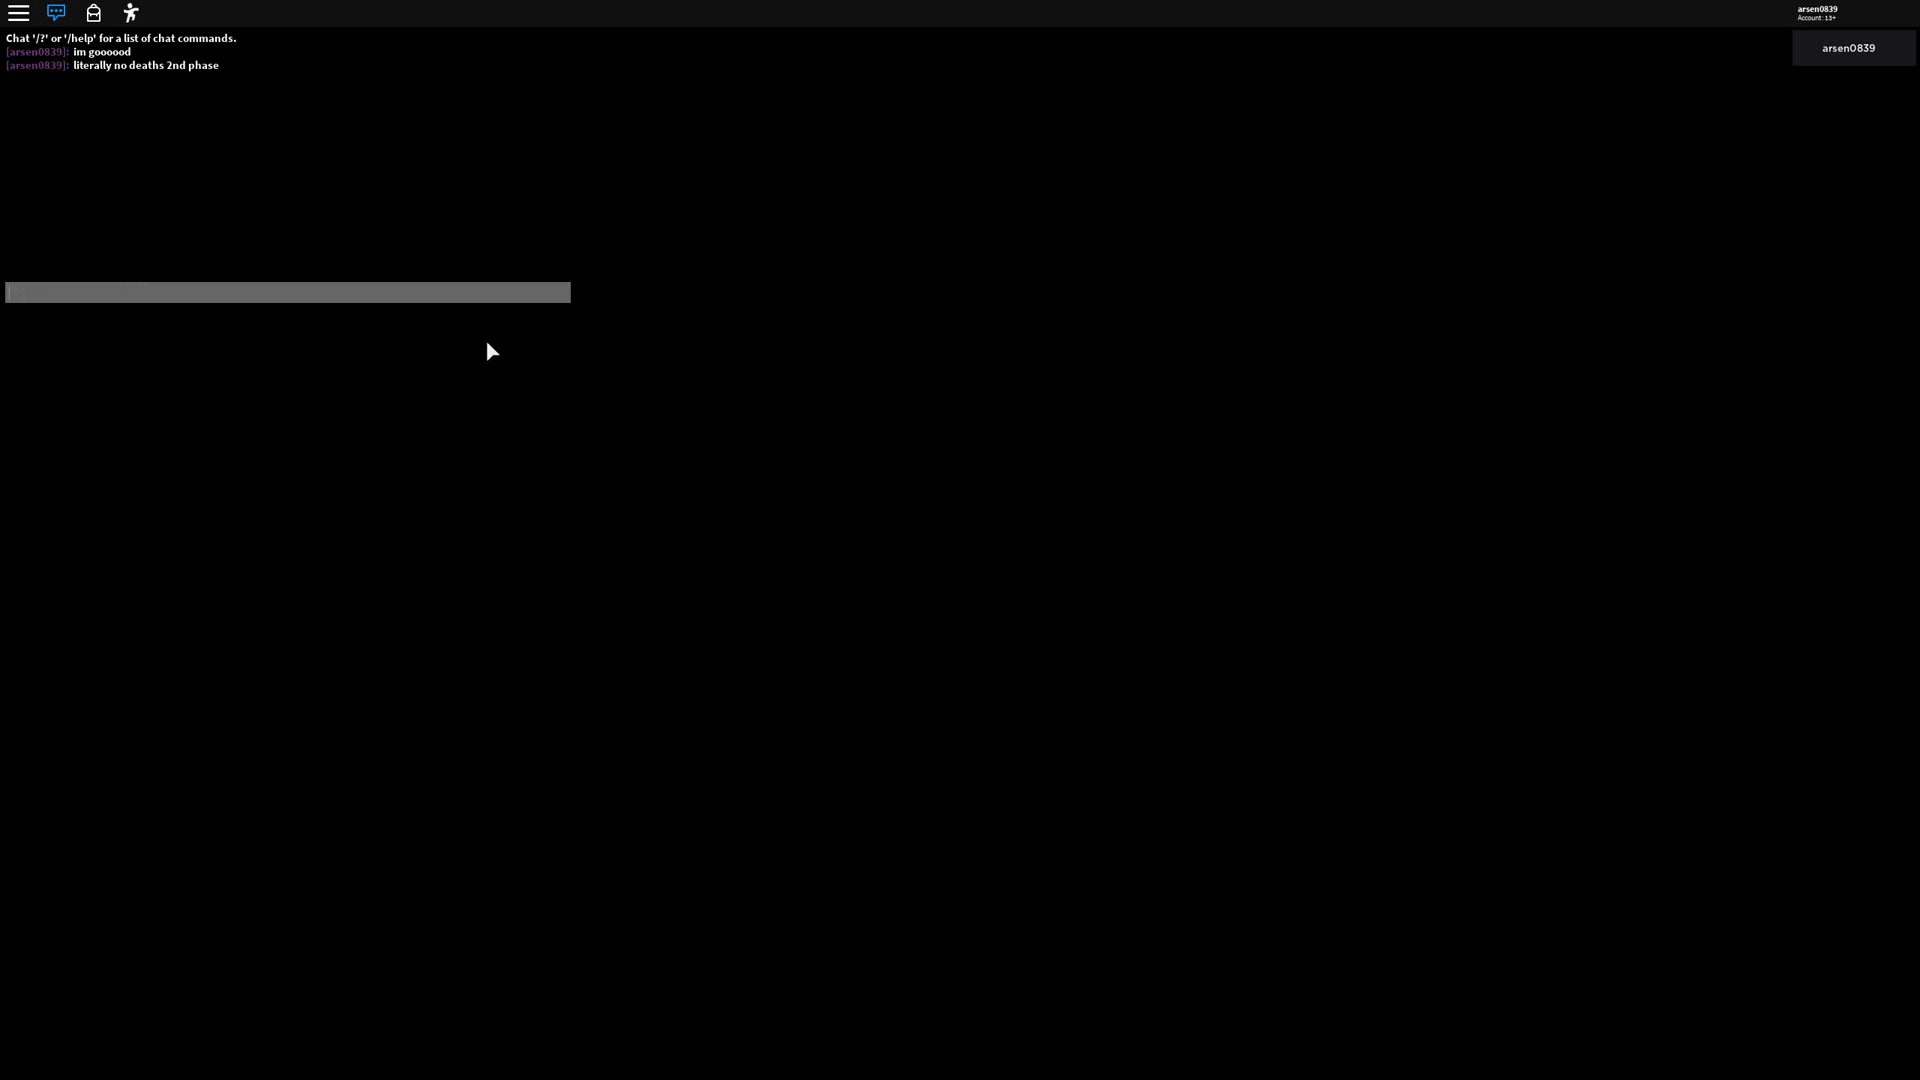 arsen0839
Account: 13+
Chat '/?' or '/help' for a list of chat commands.
arsen0839
[arsen0839]: im goooood
[arsen0839]: literally no deaths 2nd phase